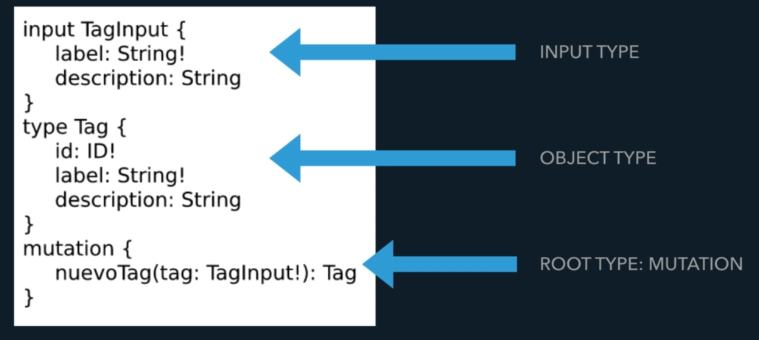 input TagInput {
label: String!
description: String
}
type Tag {
id: ID!
label: String!
description: String
}
mutation {
nuevoTag(tag: TagInput!): Tag
}
INPUT TYPE
OBJECT TYPE
ROOT TYPE: MUTATION